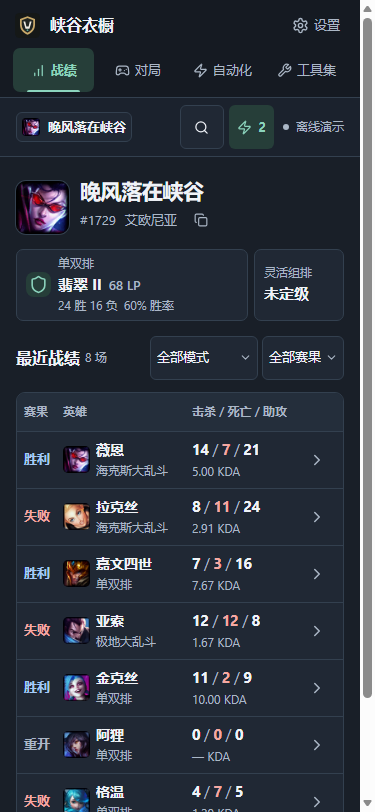 峡谷衣橱
设置
战绩 对局 自动化 工具集
晚风落在峡谷
2 离线演示
晚风落在峡谷
#1729 艾欧尼亚
单双排
翡翠 II 68 LP
24 胜 16 负 60% 胜率
灵活组排
未定级
最近战绩 8 场
全部模式
全部赛果
赛果 英雄 击杀 / 死亡 / 助攻
胜利 薇恩 14 / 7 / 21
海克斯大乱斗 5.00 KDA
失败 拉克丝 8 / 11 / 24
海克斯大乱斗 2.91 KDA
胜利 嘉文四世 7 / 3 / 16
单双排 7.67 KDA
失败 亚索 12 / 12 / 8
极地大乱斗 1.67 KDA
胜利 金克丝 11 / 2 / 9
单双排 10.00 KDA
重开 阿狸 0 / 0 / 0
单双排 — KDA
失败 格温 4 / 7 / 5